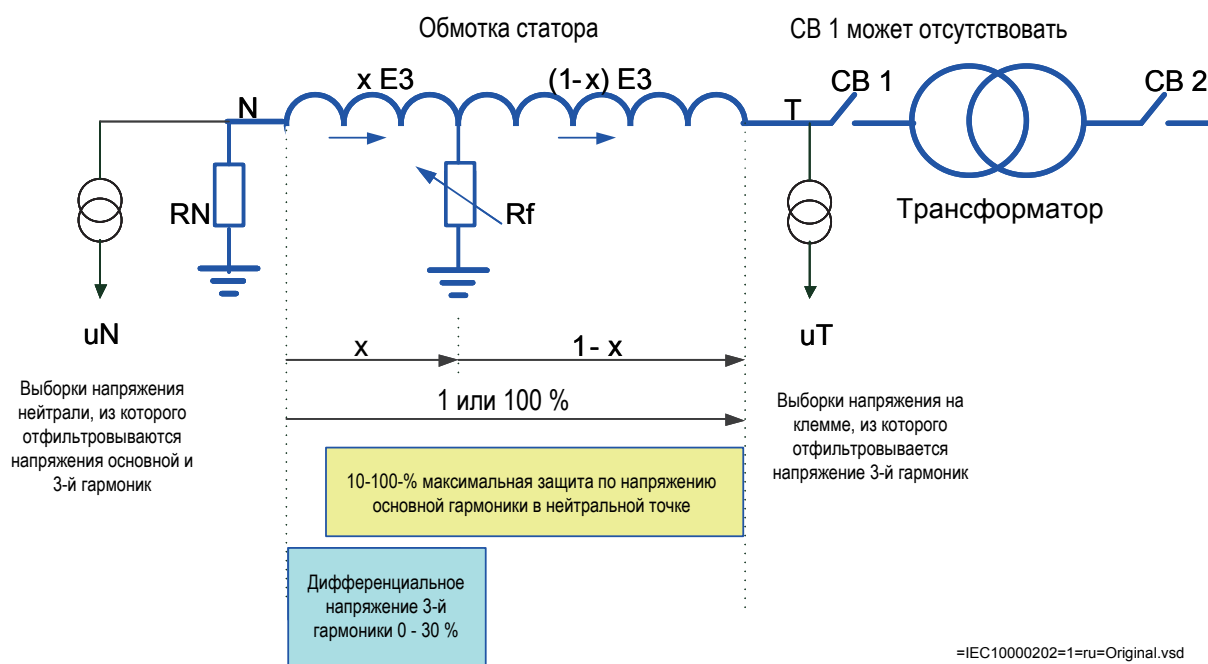 Обмотка статора
СВ 1 может отсутствовать
x E3
(1-x) E3
N
T
CB 1
CB 2
RN
Rf
Трансформатор
uN
uT
x
1- x
1 или 100 %
Выборки напряжения
нейтрали, из которого
отфильтровываются
напряжения основной и
3-й гармоник
Выборки напряжения на
клемме, из которого
отфильтровывается
напряжение 3-й гармоник
10-100-% максимальная защита по напряжению
основной гармоники в нейтральной точке
Дифференциальное
напряжение 3-й
гармоники 0 - 30 %
=IEC10000202=1=ru=Original.vsd